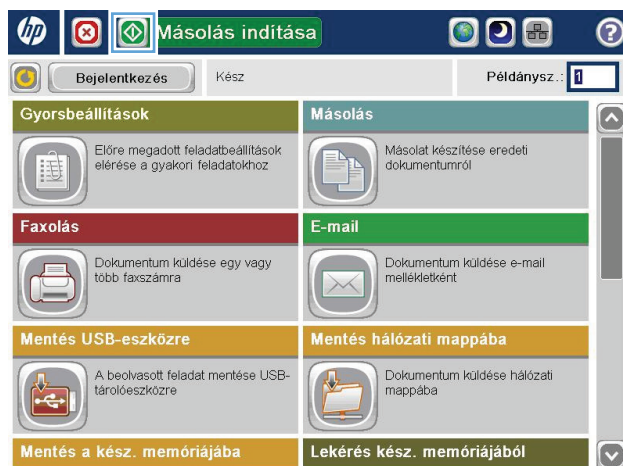 hp
Másolás indítása
?
Bejelentkezés
Kész
Példánysz.:
1
Gyorsbeállítások
Előre megadott feladatbeállítások
elérése a gyakori feladatokhoz
Másolás
Másolat készítése eredeti
dokumentumról
Faxolás
Dokumentum küldése egy vagy
több faxszámra
E-mail
Dokumentum küldése e-mail
mellékletként
Mentés USB-eszközre
A beolvasott feladat mentése USB-
tárolóeszközre
Mentés hálózati mappába
Dokumentum küldése hálózati
mappába
Mentés a kész. memóriájába
Lekérés kész. memóriájából